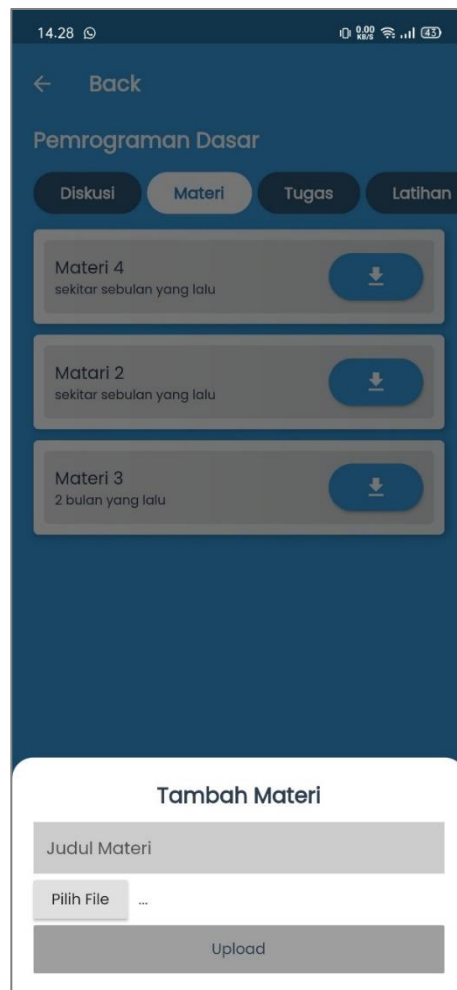 14.28
0.00
KB/S
43
Back
Pemrograman Dasar
Diskusi Materi Tugas Latihan
Materi 4
sekitar sebulan yang lalu
Matari 2
sekitar sebulan yang lalu
Materi 3
2 bulan yang lalu
Tambah Materi
Judul Materi
Pilih File ...
Upload